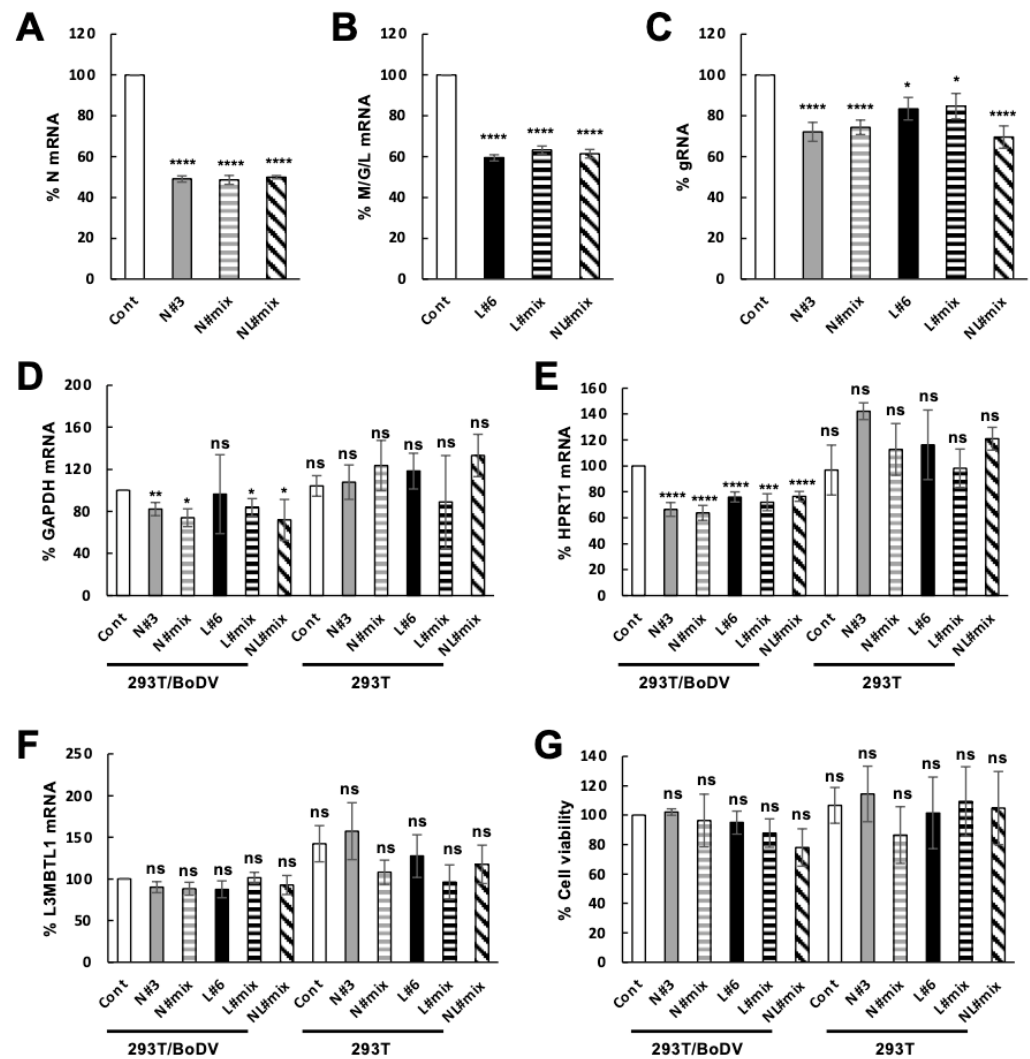 A
% N mRNA
120
100
80
60
40
20
0
****
****
****
Cont
N#3
N#mix
NL#mix
B
% M/G/L mRNA
120
100
80
60
40
20
0
****
****
****
Cont
L#6
L#mix
NL#mix
C
% gRNA
120
100
80
60
40
20
0
****
****
*
*
****
Cont
N#3
N#mix
L#6
L#mix
NL#mix
D
% GAPDH mRNA
200
160
120
80
40
0
**
*
ns
*
*
ns
ns
ns
ns
ns
ns
Cont
N#3
N#mix
L#6
L#mix
NL#mix
Cont
N#3
N#mix
L#6
L#mix
NL#mix
293T/BoDV
293T
E
% HPRT1 mRNA
160
140
120
100
80
60
40
20
0
****
****
****
***
****
ns
ns
ns
ns
ns
ns
Cont
N#3
N#mix
L#6
L#mix
NL#mix
Cont
N#3
N#mix
L#6
L#mix
NL#mix
293T/BoDV
293T
F
% L3MBTL1 mRNA
250
200
150
100
50
0
ns
ns
ns
ns
ns
ns
ns
ns
ns
ns
ns
Cont
N#3
N#mix
L#6
L#mix
NL#mix
Cont
N#3
N#mix
L#6
L#mix
NL#mix
293T/BoDV
293T
G
% Cell viability
140
120
100
80
60
40
20
0
ns
ns
ns
ns
ns
ns
ns
ns
ns
ns
ns
Cont
N#3
N#mix
L#6
L#mix
NL#mix
Cont
N#3
N#mix
L#6
L#mix
NL#mix
293T/BoDV
293T